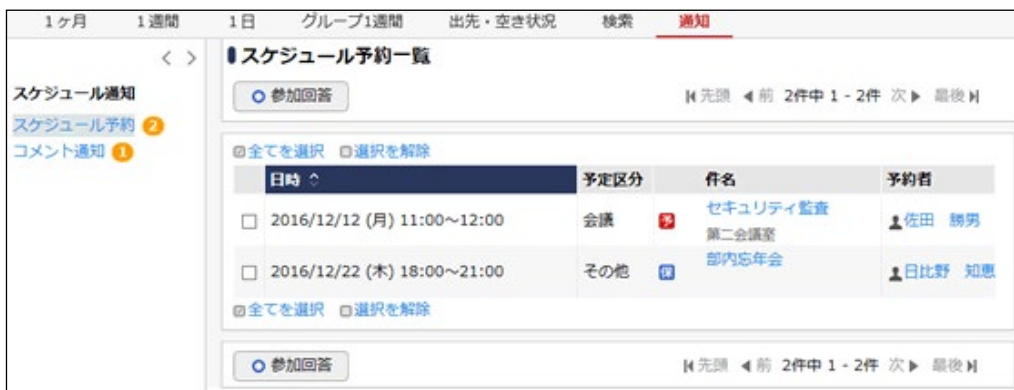 1ヶ月 1週間 1日 グループ1週間 出先・空き状況 検索 通知
スケジュール通知
スケジュール予約 2
コメント通知 1
スケジュール予約一覧
参加回答 先頭 前 2件中 1 - 2件 次 最後
全てを選択 選択を解除
日時 予定区分 件名 予約者
2016/12/12 (月) 11:00～12:00 会議 予 セキュリティ監査 佐田 勝男
第二会議室
2016/12/22 (木) 18:00～21:00 その他 保 部内忘年会 日比野 知恵
全てを選択 選択を解除
参加回答 先頭 前 2件中 1 - 2件 次 最後